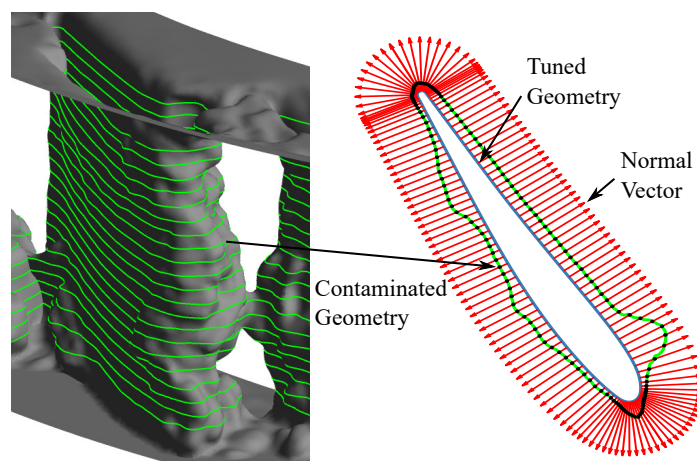 Tuned
Geometry
Normal
Vector
Contaminated
Geometry